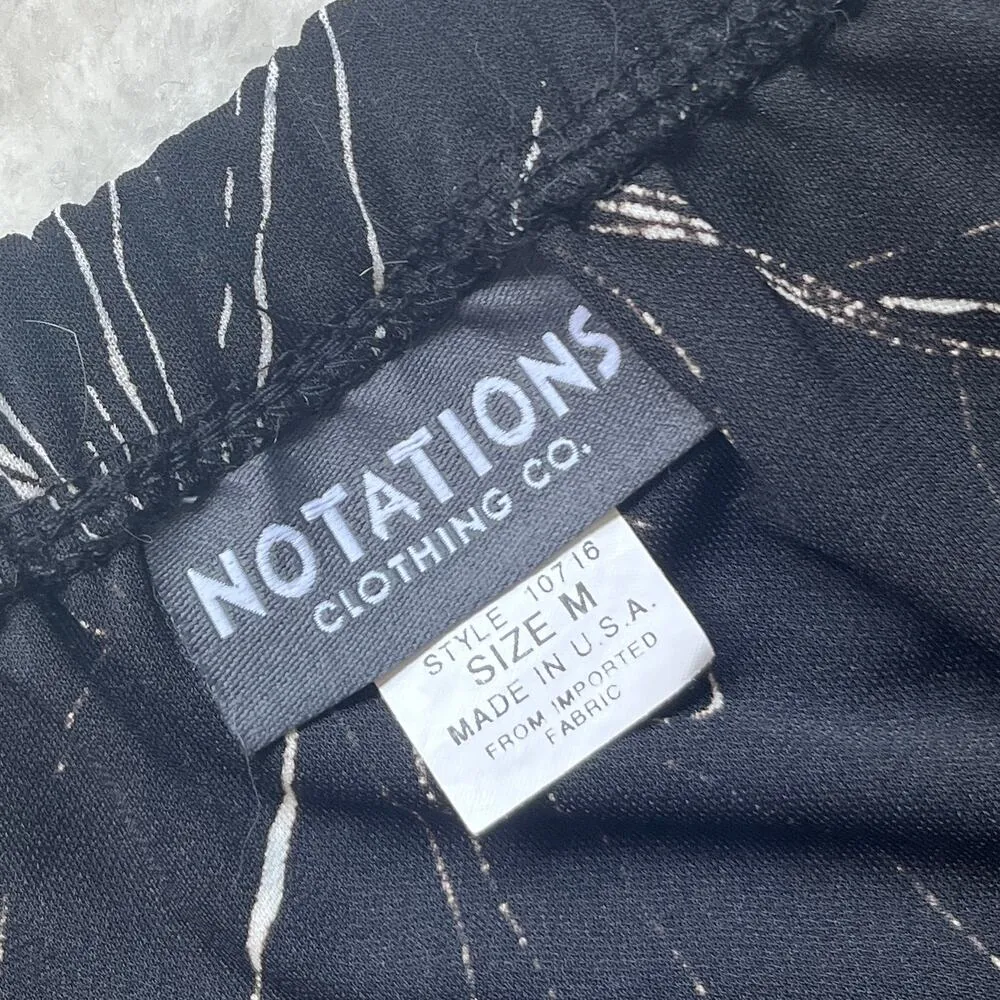 NOTATIONS
CLOTHING CO.
STYLE 10716
SIZE M
MADE IN U.S.A.
FROM IMPORTED
FABRIC